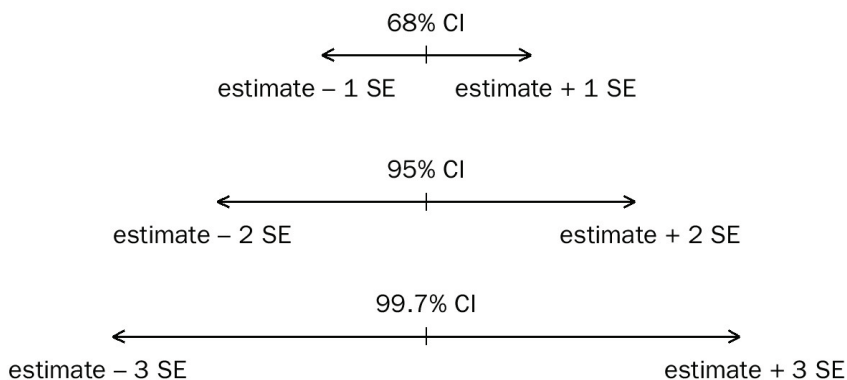 68% CI
estimate – 1 SE estimate + 1 SE
95% CI
estimate – 2 SE estimate + 2 SE
99.7% CI
estimate – 3 SE estimate + 3 SE